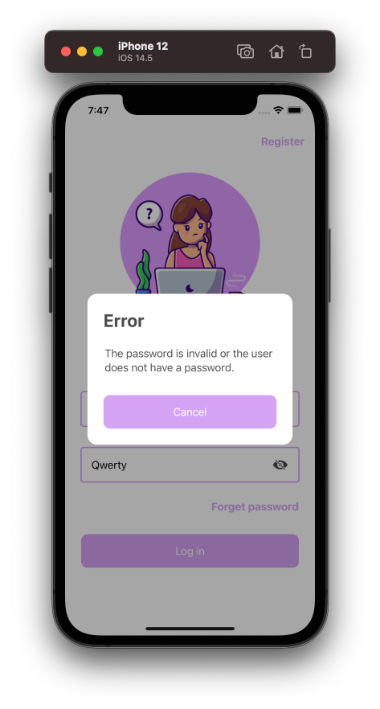 iPhone 12
iOS 14.5
7:47
Register
?
Error
The password is invalid or the user
does not have a password.
Cancel
Qwerty
Forget password
Log in